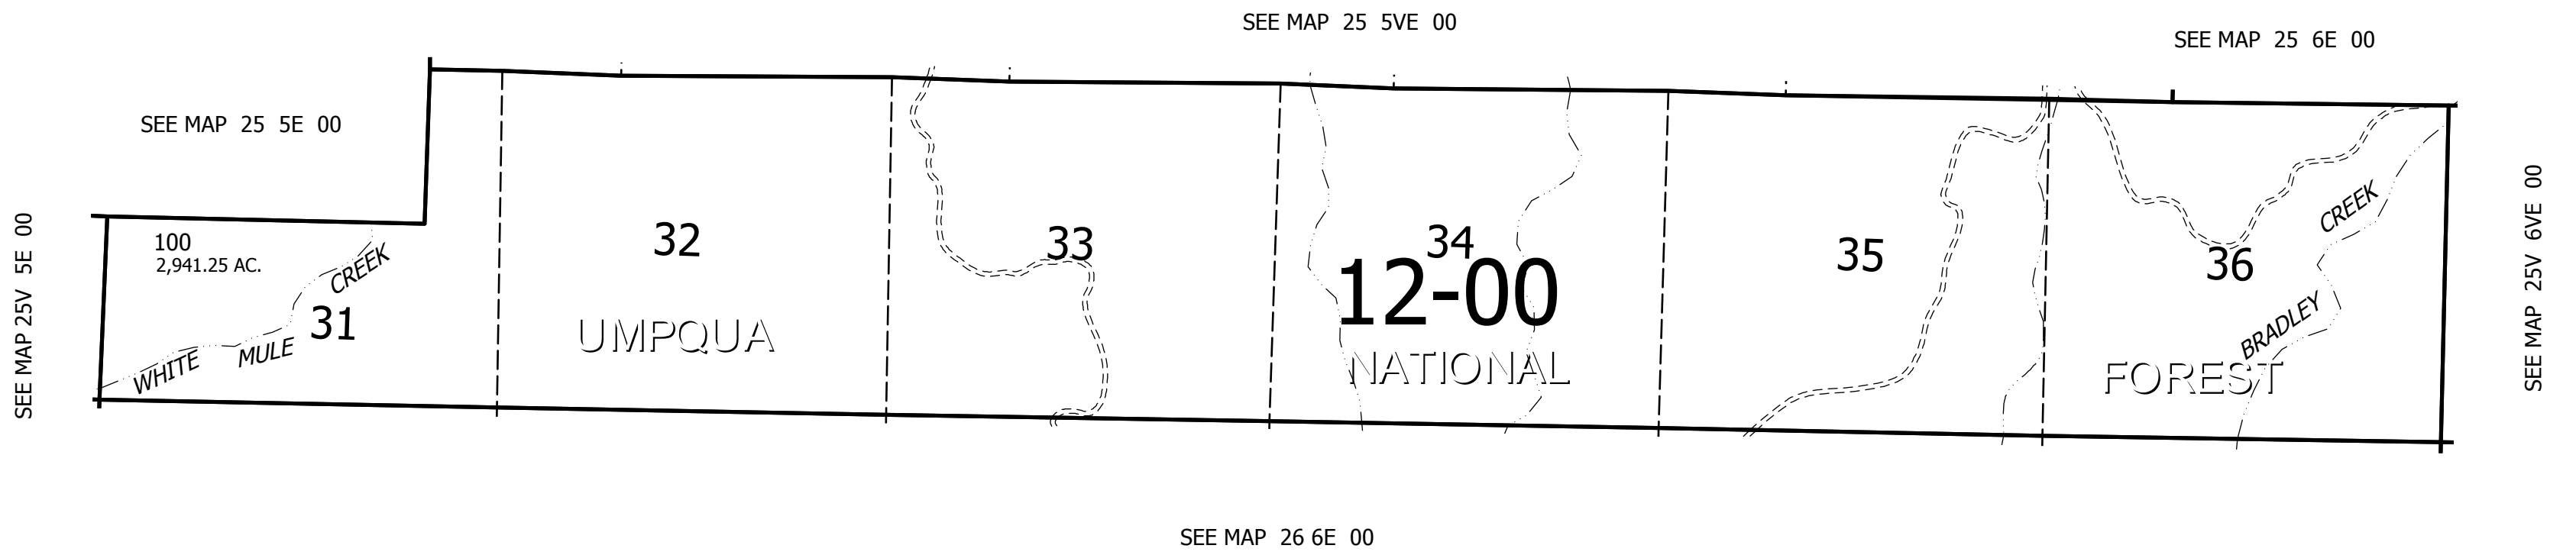 SEE MAP 25 5VE 00
SEE MAP 25 6E 00
SEE MAP 25 5E 00
SEE MAP 25V 5E 00
SEE MAP 25V 6VE 00
100
2,941.25 AC.
WHITE MULE CREEK
31
32
33
34
35
36
12-00
BRADLEY CREEK
UMPQUA NATIONAL FOREST
SEE MAP 26 6E 00